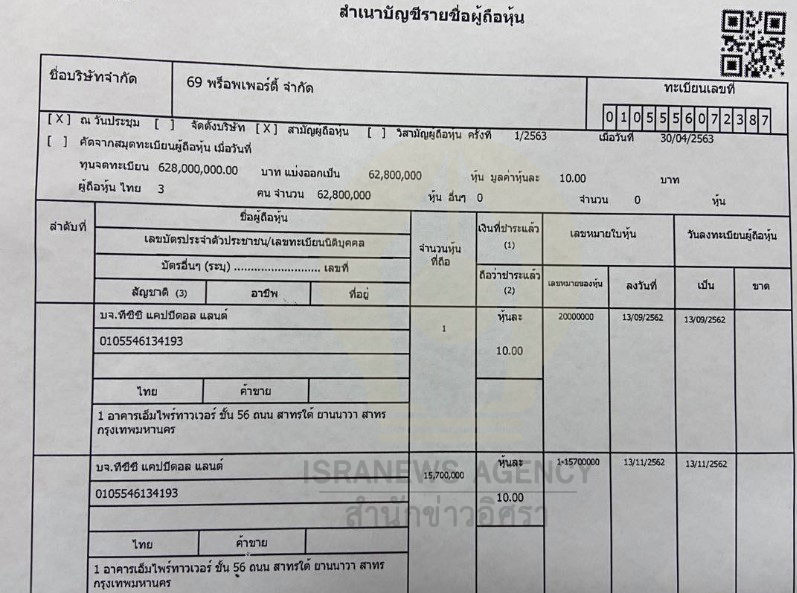 สำเนาบัญชีรายชื่อผู้ถือหุ้น
ชื่อบริษัทจำกัด 69 พร็อพเพอร์ตี้ จำกัด ทะเบียนเลขที่
0105556072387
[ X ] ณ วันประชุม [ ] จัดตั้งบริษัท [ X ] สามัญผู้ถือหุ้น [ ] วิสามัญผู้ถือหุ้น ครั้งที่ 1/2563 เมื่อวันที่ 30/04/2563
[ ] คัดจากสมุดทะเบียนผู้ถือหุ้น เมื่อวันที่
ทุนจดทะเบียน 628,000,000.00 บาท แบ่งออกเป็น 62,800,000 หุ้น มูลค่าหุ้นละ 10.00 บาท
ผู้ถือหุ้น ไทย 3 คน จำนวน 62,800,000 หุ้น อื่นๆ 0 จำนวน 0 หุ้น
ลำดับที่ ชื่อผู้ถือหุ้น จำนวนหุ้นที่ถือ เงินที่ชำระแล้ว (1) เลขหมายใบหุ้น วันลงทะเบียนผู้ถือหุ้น
เลขบัตรประจำตัวประชาชน/เลขทะเบียนนิติบุคคล
บัตรอื่นๆ (ระบุ) .......................... เลขที่
สัญชาติ (3) อาชีพ ที่อยู่ ถือว่าชำระแล้ว (2) เลขหมายของหุ้น ลงวันที่ เป็น ขาด
บจ.ทีซีซี แคปปิตอล แลนด์ 1 หุ้นละ 20000000 13/09/2562 13/09/2562
0105546134193 10.00
ไทย ค้าขาย
1 อาคารเอ็มไพร์ทาวเวอร์ ชั้น 56 ถนน สาทรใต้ ยานนาวา สาทร
กรุงเทพมหานคร
บจ.ทีซีซี แคปปิตอล แลนด์ 15,700,000 หุ้นละ 1-15700000 13/11/2562 13/11/2562
0105546134193 10.00
ISRANEWS AGENCY
สำนักข่าวอิศรา
ไทย ค้าขาย
1 อาคารเอ็มไพร์ทาวเวอร์ ชั้น 56 ถนน สาทรใต้ ยานนาวา สาทร
กรุงเทพมหานคร